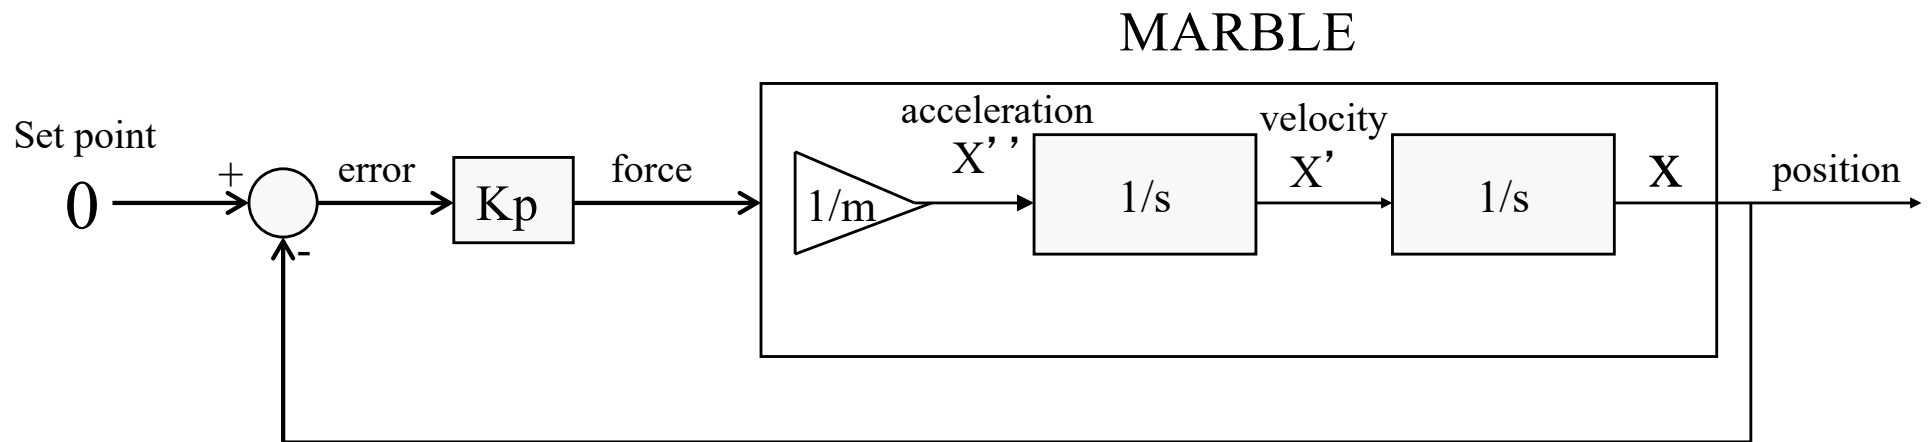 MARBLE
Set point
0
+
-
error
Kp
force
1/m
acceleration
X’’
1/s
velocity
X’
1/s
x
position